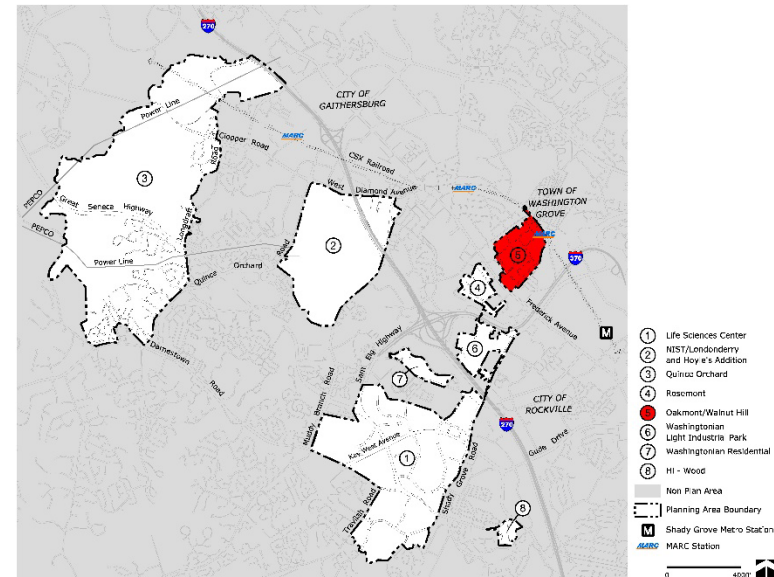 270
CITY OF
GAITHERSBURG
Power Line
Clopper Road
MARC
CSX Railroad
Road
3
West Diamond Avenue
MARC
TOWN OF
WASHINGTON
GROVE
PEPCO
Great Seneca Highway
Longdraft
2
MARC
5
370
PEPCO
Power Line
Quince Orchard Road
4
Frederick Avenue
M
6
Sam Eig Highway
Darnestown Road
7
Muddy Branch Road
CITY OF
ROCKVILLE
270
Key West Avenue
1
Gude Drive
Shady Grove Road
Travilah Road
8
1 Life Sciences Center
2 NIST/Londonderry
and Hoyle's Addition
3 Quince Orchard
4 Rosemont
5 Oakmont/Walnut Hill
6 Washingtonian
Light Industrial Park
7 Washingtonian Residential
8 Hi - Wood
Non Plan Area
Planning Area Boundary
M Shady Grove Metro Station
MARC MARC Station
0 4000'